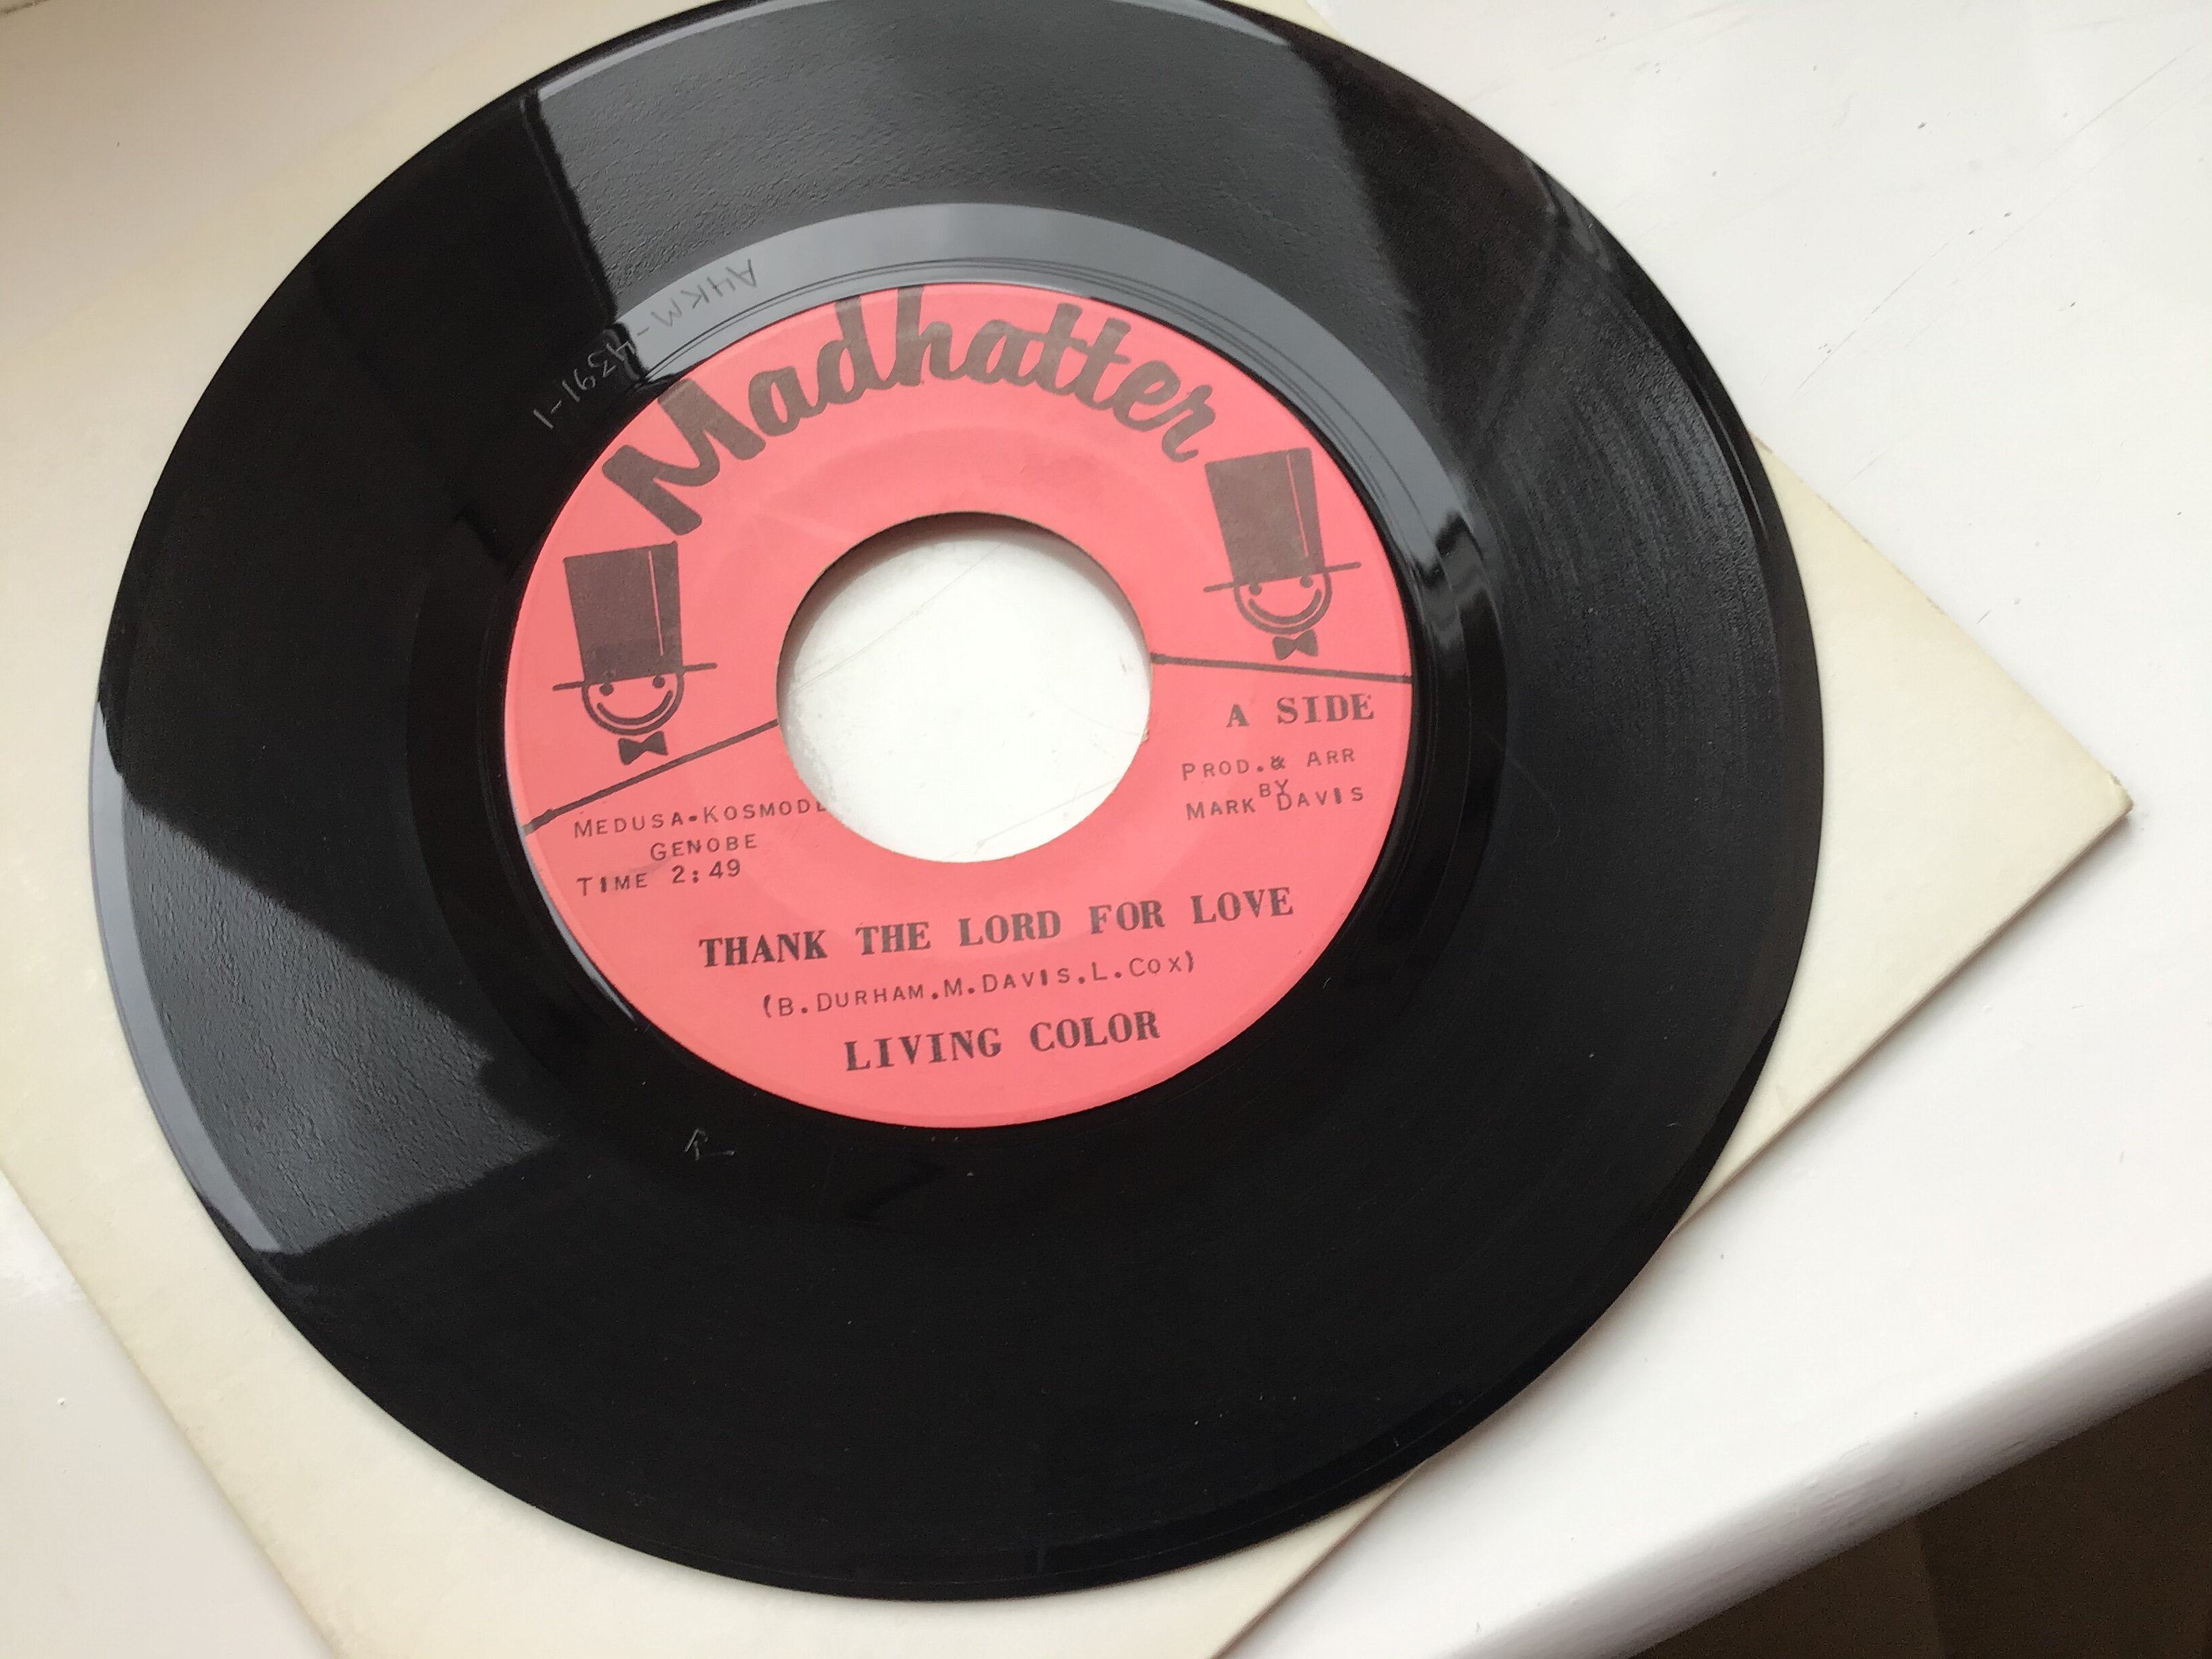 Madhatter
A SIDE
PROD.& ARR
BY
MARK DAVIS
MEDUSA-KOSMODL
GENOBE
TIME 2:49
THANK THE LORD FOR LOVE
(B.DURHAM.M.DAVIS.L.COX)
LIVING COLOR
R